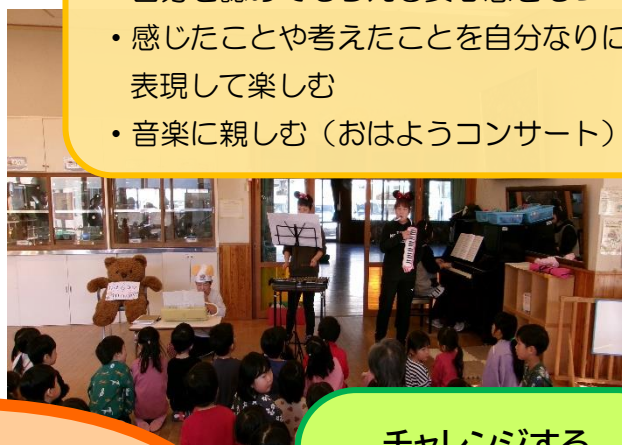 ・感じたことや考えたことを自分なりに
表現して楽しむ
・音楽に親しむ（おはようコンサート）
チャレンジする